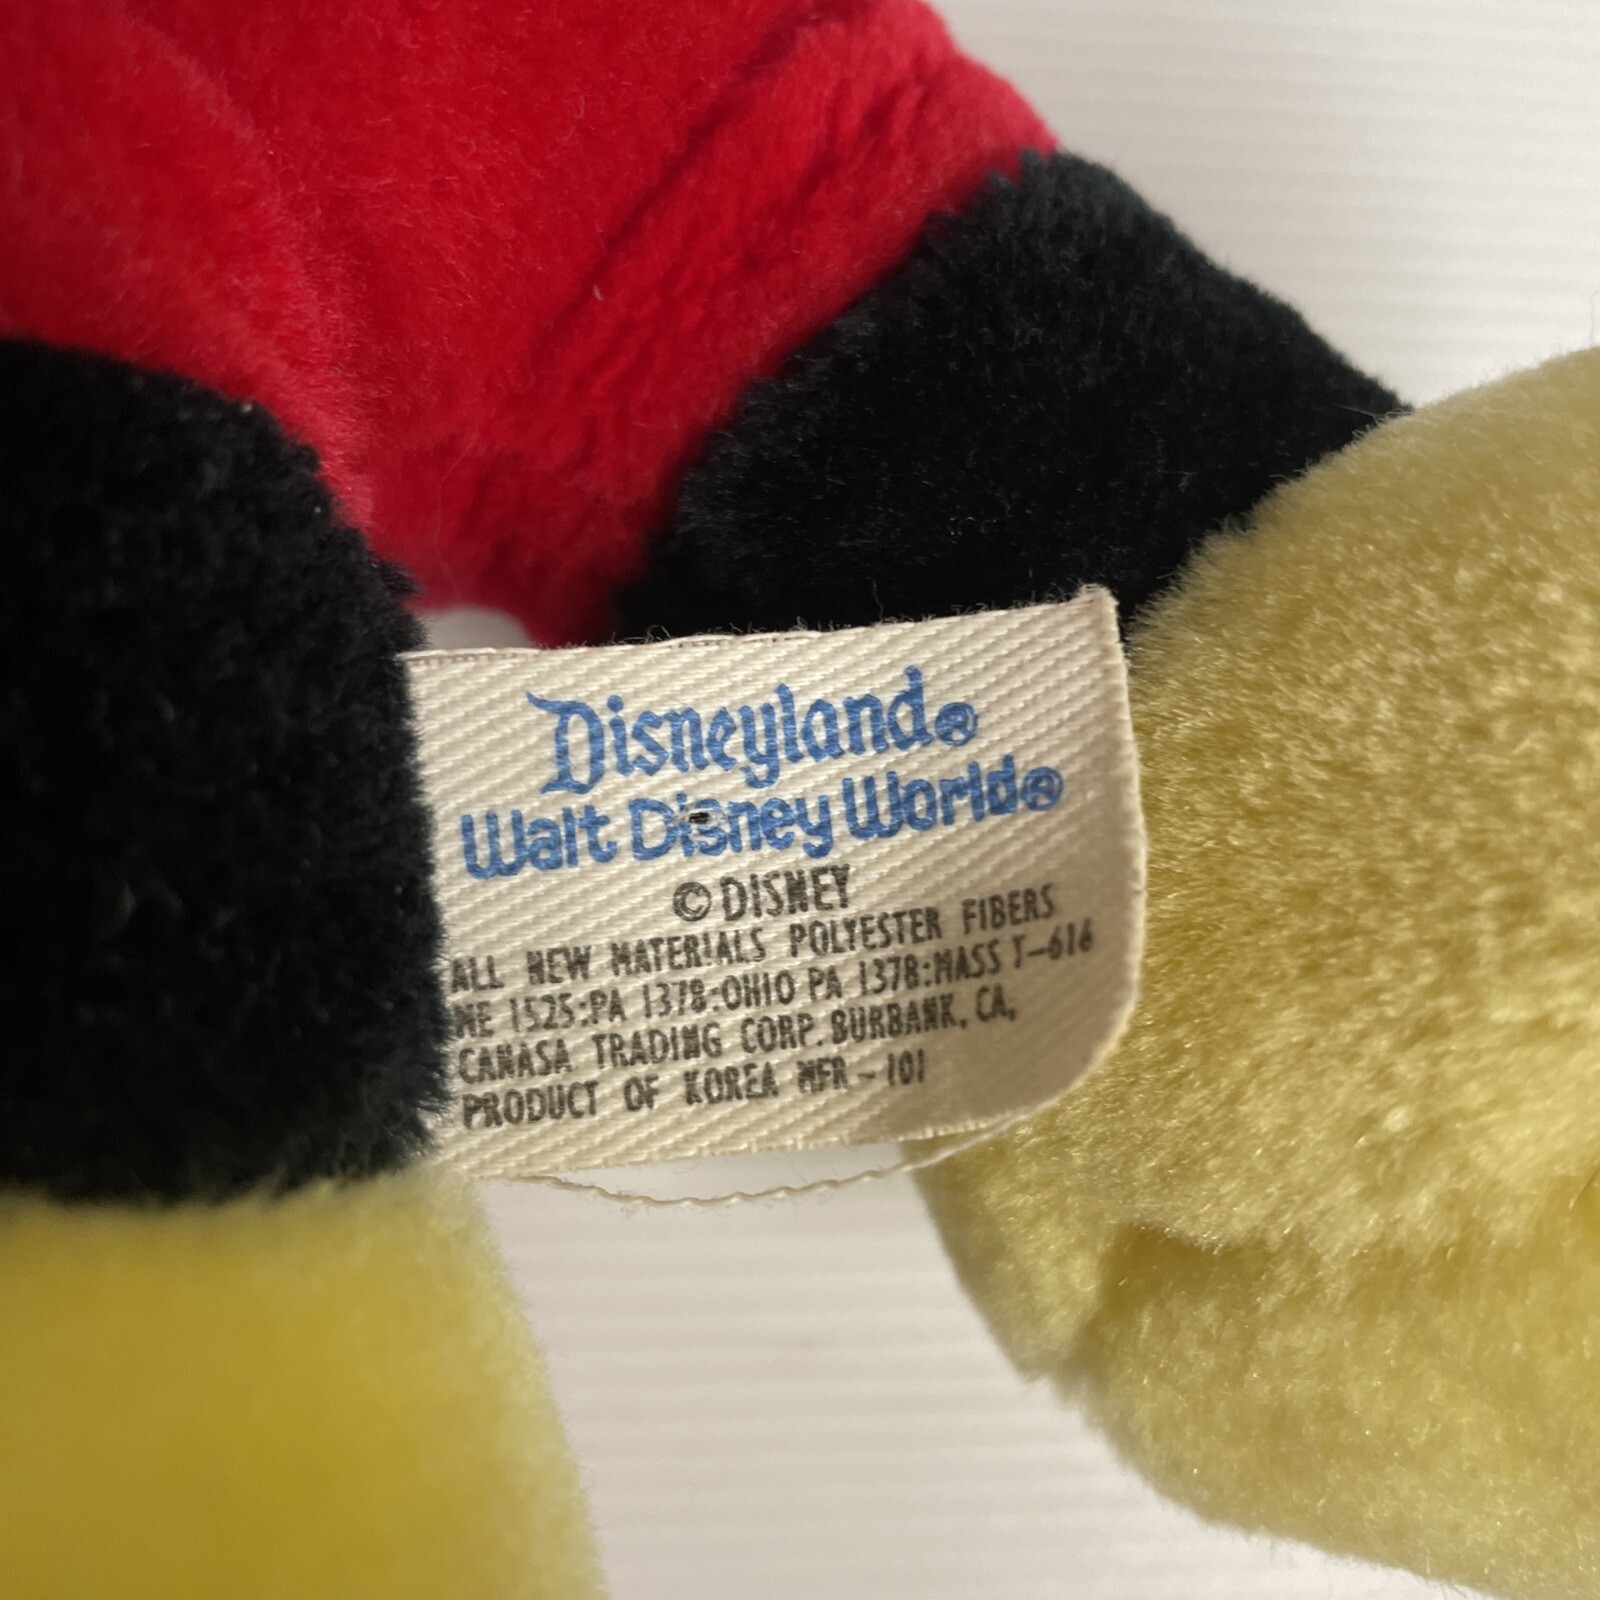 Disneyland®
Walt Disney World®
© DISNEY
ALL NEW MATERIALS POLYESTER FIBERS
ME 1525:PA 1378:OHIO PA 1378:MASS T-616
CANASA TRADING CORP. BURBANK, CA,
PRODUCT OF KOREA MFR-101